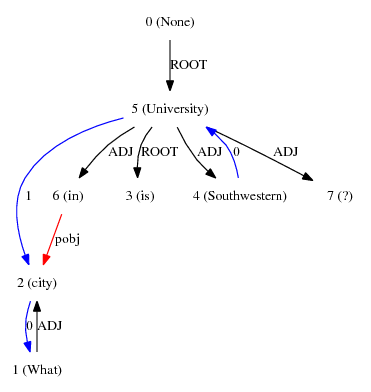 0 (None)
ROOT
5 (University)
ADJ ROOT ADJ 0 ADJ
1 6 (in) 3 (is) 4 (Southwestern) 7 (?)
pobj
2 (city)
0 ADJ
1 (What)